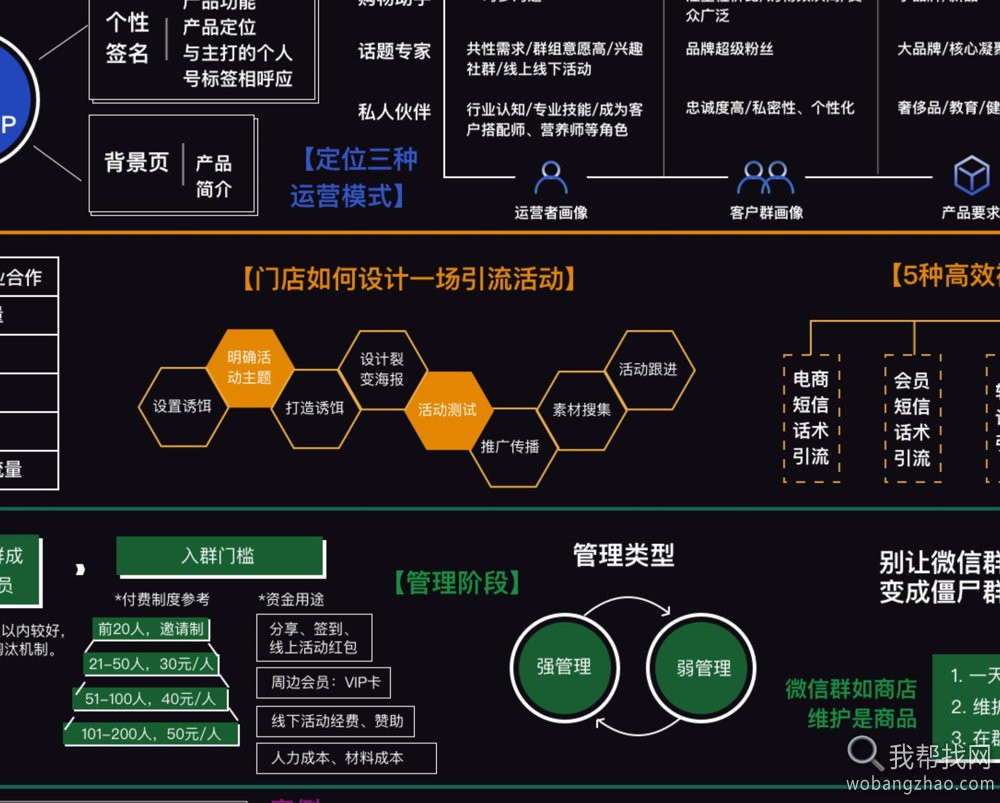 个性
签名
产品功能
产品定位
与主打的个人
号标签相呼应
P
背景页
产品
简介
【定位三种
运营模式】
购物助手
话题专家
共性需求/群组意愿高/兴趣
社群/线上线下活动
众广泛
品牌超级粉丝
大品牌/核心凝聚
私人伙伴
行业认知/专业技能/成为客
户搭配师、营养师等角色
忠诚度高/私密性、个性化
奢侈品/教育/健
运营者画像
客户群画像
产品要求
业合作
量
流量
【门店如何设计一场引流活动】
设置诱饵
明确活
动主题
打造诱饵
设计裂
变海报
活动测试
推广传播
素材搜集
活动跟进
【5种高效
电商
短信
话术
引流
会员
短信
话术
引流
群成
员
以内较好,
淘汰机制。
入群门槛
*付费制度参考
前20人，邀请制
21-50人，30元/人
51-100人，40元/人
101-200人，50元/人
*资金用途
分享、签到、
线上活动红包
周边会员：VIP卡
线下活动经费、赞助
人力成本、材料成本
【管理阶段】
管理类型
强管理
弱管理
别让微信群
变成僵尸群
微信群如商店
维护是商品
1. 一天
2. 维护
3. 在群
我帮找网
wobangzhao.com
案例